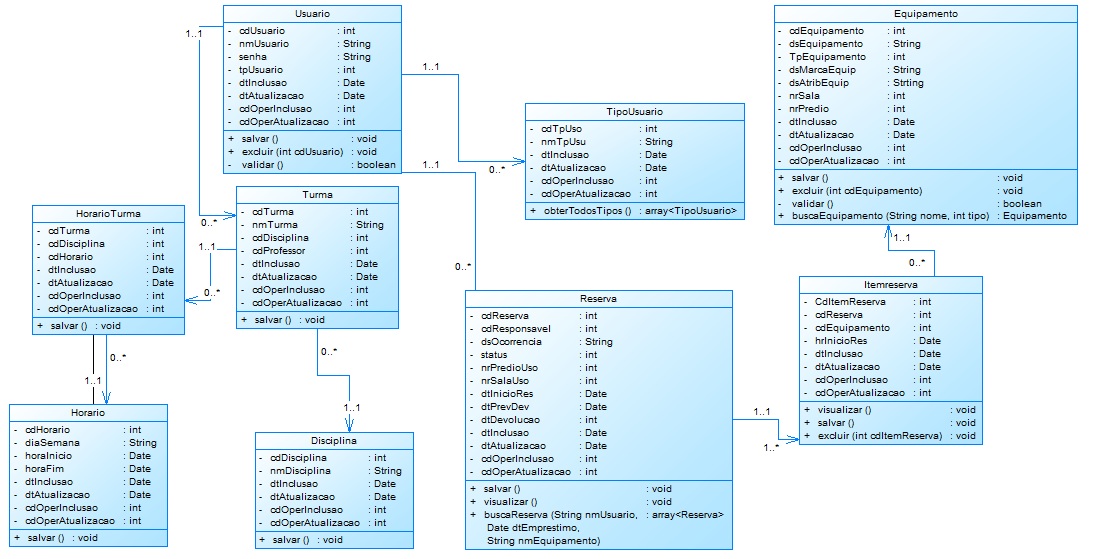 Usuario
- cdUsuario : int
- nmUsuario : String
- senha : String
- tpUsuario : int
- dtInclusao : Date
- dtAtualizacao : Date
- cdOperInclusao : int
- cdOperAtualizacao : int
+ salvar () : void
+ excluir (int cdUsuario) : void
- validar () : boolean
1..1
0..*
1..1
0..*
1..1
0..*
TipoUsuario
- cdTpUso : int
- nmTpUsu : String
- dtInclusao : Date
- dtAtualizacao : Date
- cdOperInclusao : int
- cdOperAtualizacao : int
+ obterTodosTipos () : array<TipoUsuario>
Equipamento
- cdEquipamento : int
- dsEquipamento : String
- TpEquipamento : int
- dsMarcaEquip : String
- dsAtribEquip : Strting
- nrSala : int
- nrPredio : int
- dtInclusao : Date
- dtAtualizacao : Date
- cdOperInclusao : int
- cdOperAtualizacao : int
+ salvar () : void
+ excluir (int cdEquipamento) : void
- validar () : boolean
+ buscaEquipamento (String nome, int tipo) : Equipamento
1..1
0..*
HorarioTurma
- cdTurma : int
- cdDisciplina : int
- cdHorario : int
- dtInclusao : Date
- dtAtualizacao : Date
- cdOperInclusao : int
- cdOperAtualizacao : int
+ salvar () : void
Turma
- cdTurma : int
- nmTurma : String
- cdDisciplina : int
- cdProfessor : int
- dtInclusao : Date
- dtAtualizacao : Date
- cdOperInclusao : int
- cdOperAtualizacao : int
+ salvar () : void
1..1
0..*
0..*
1..1
0..*
1..1
Horario
- cdHorario : int
- diaSemana : String
- horaInicio : Date
- horaFim : Date
- dtInclusao : Date
- dtAtualizacao : Date
- cdOperInclusao : int
- cdOperAtualizacao : int
+ salvar () : void
Disciplina
- cdDisciplina : int
- nmDisciplina : String
- dtInclusao : Date
- dtAtualizacao : Date
- cdOperInclusao : int
- cdOperAtualizacao : int
+ salvar () : void
Reserva
- cdReserva : int
- cdResponsavel : int
- dsOcorrencia : String
- status : int
- nrPredioUso : int
- nrSalaUso : int
- dtInicioRes : Date
- dtPrevDev : Date
- dtDevolucao : int
- dtInclusao : Date
- dtAtualizacao : Date
- cdOperInclusao : int
- cdOperAtualizacao : int
+ salvar () : void
+ visualizar () : void
+ buscaReserva (String nmUsuario, : array<Reserva>
Date dtEmprestimo,
String nmEquipamento)
1..1
1..*
Itemreserva
- CdItemReserva : int
- cdReserva : int
- cdEquipamento : int
- hrInicioRes : Date
- dtInclusao : Date
- dtAtualizacao : Date
- cdOperInclusao : int
- cdOperAtualizacao : int
+ visualizar () : void
+ salvar () : void
+ excluir (int cdItemReserva) : void